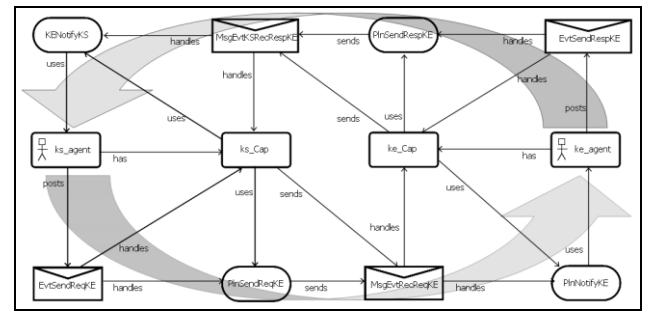 KENotifyKS
MsgEvtKSRecRespKE
PlnSendRespKE
EvtSendRespKE
handles
sends
handles
uses
handles
handles
uses
sends
uses
posts
ks_agent
has
ks_Cap
ke_Cap
has
ke_agent
posts
uses
sends
uses
handles
handles
uses
EvtSendReqKE
handles
PlnSendReqKE
sends
MsgEvtRecReqKE
handles
PlnNotifyKE